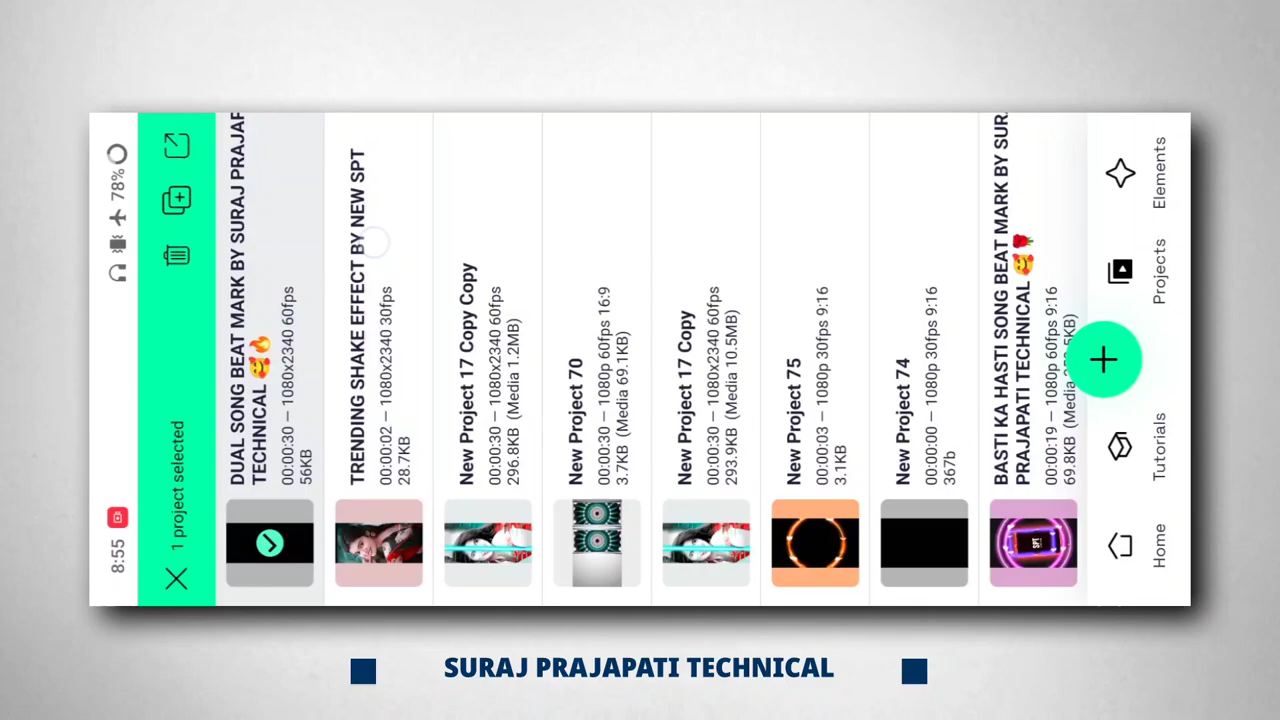 8:55
78%
1 project selected
DUAL SONG BEAT MARK BY SURAJ PRAJAP
TECHNICAL 🥰🔥
00:00:30 — 1080x2340 60fps
56KB
TRENDING SHAKE EFFECT BY NEW SPT
00:00:02 — 1080x2340 30fps
28.7KB
New Project 17 Copy Copy
00:00:30 — 1080x2340 60fps
296.8KB (Media 1.2MB)
New Project 70
00:00:30 — 1080p 60fps 16:9
3.7KB (Media 69.1KB)
New Project 17 Copy
00:00:30 — 1080x2340 60fps
293.9KB (Media 10.5MB)
New Project 75
00:00:03 — 1080p 30fps 9:16
3.1KB
New Project 74
00:00:00 — 1080p 30fps 9:16
367b
BASTI KA HASTI SONG BEAT MARK BY SUR
PRAJAPATI TECHNICAL 🥰🌹
00:00:19 — 1080p 60fps 9:16
69.8KB (Media
SPT
Home
Tutorials
Projects
Elements
SURAJ PRAJAPATI TECHNICAL